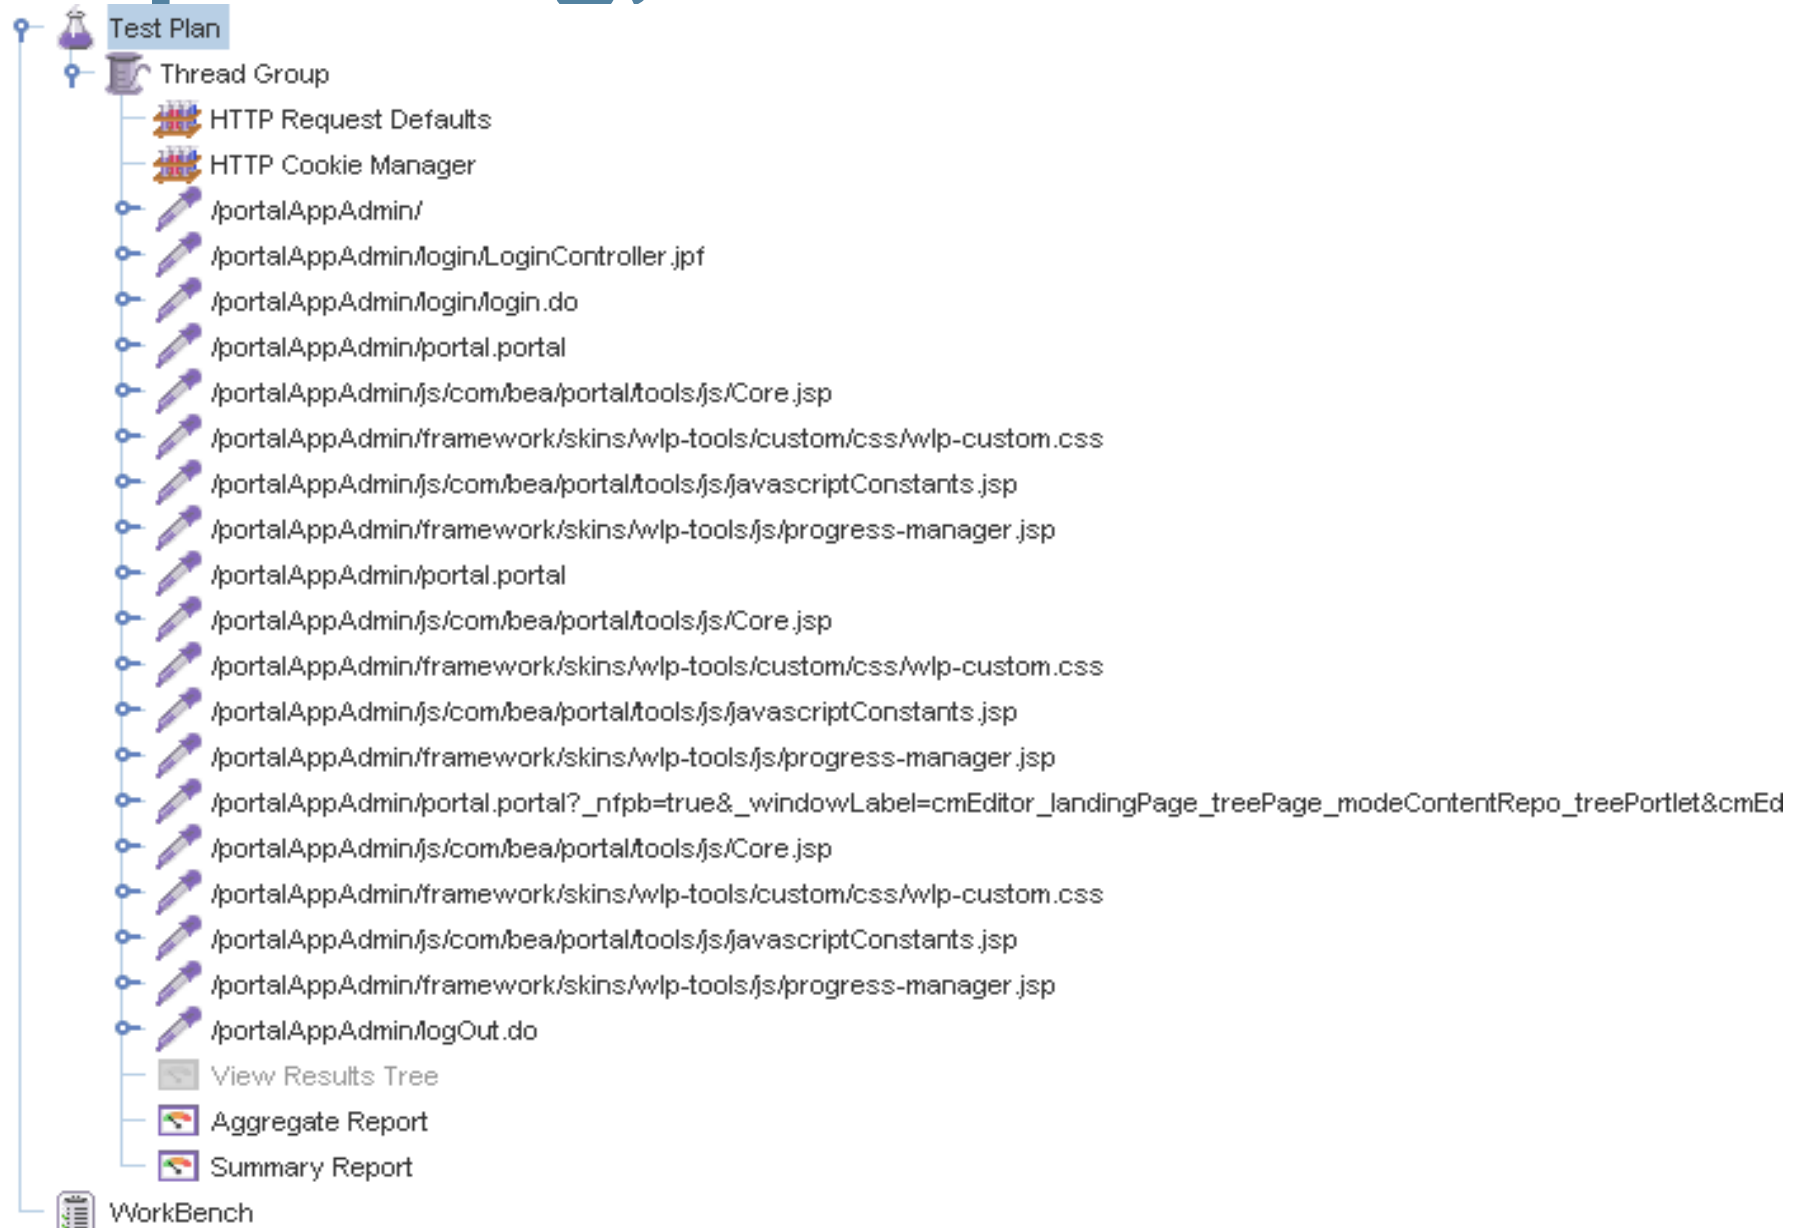 Test Plan
Thread Group
HTTP Request Defaults
HTTP Cookie Manager
/portalAppAdmin/
/portalAppAdmin/login/LoginController.jpf
/portalAppAdmin/login/login.do
/portalAppAdmin/portal.portal
/portalAppAdmin/js/com/bea/portal/tools/js/Core.jsp
/portalAppAdmin/framework/skins/wlp-tools/custom/css/wlp-custom.css
/portalAppAdmin/js/com/bea/portal/tools/js/javascriptConstants.jsp
/portalAppAdmin/framework/skins/wlp-tools/js/progress-manager.jsp
/portalAppAdmin/portal.portal
/portalAppAdmin/js/com/bea/portal/tools/js/Core.jsp
/portalAppAdmin/framework/skins/wlp-tools/custom/css/wlp-custom.css
/portalAppAdmin/js/com/bea/portal/tools/js/javascriptConstants.jsp
/portalAppAdmin/framework/skins/wlp-tools/js/progress-manager.jsp
/portalAppAdmin/portal.portal?_nfpb=true&_windowLabel=cmEditor_landingPage_treePage_modeContentRepo_treePortlet&cmEd
/portalAppAdmin/js/com/bea/portal/tools/js/Core.jsp
/portalAppAdmin/framework/skins/wlp-tools/custom/css/wlp-custom.css
/portalAppAdmin/js/com/bea/portal/tools/js/javascriptConstants.jsp
/portalAppAdmin/framework/skins/wlp-tools/js/progress-manager.jsp
/portalAppAdmin/logOut.do
View Results Tree
Aggregate Report
Summary Report
WorkBench